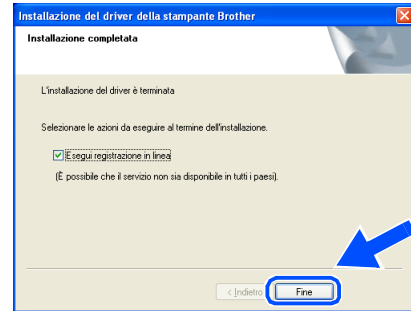 Installazione del driver della stampante Brother
Installazione completata
L'installazione del driver è terminata
Selezionare le azioni da eseguire al termine dell'installazione.
Esegui registrazione in linea
(È possibile che il servizio non sia disponibile in tutti i paesi).
< Indietro
Fine